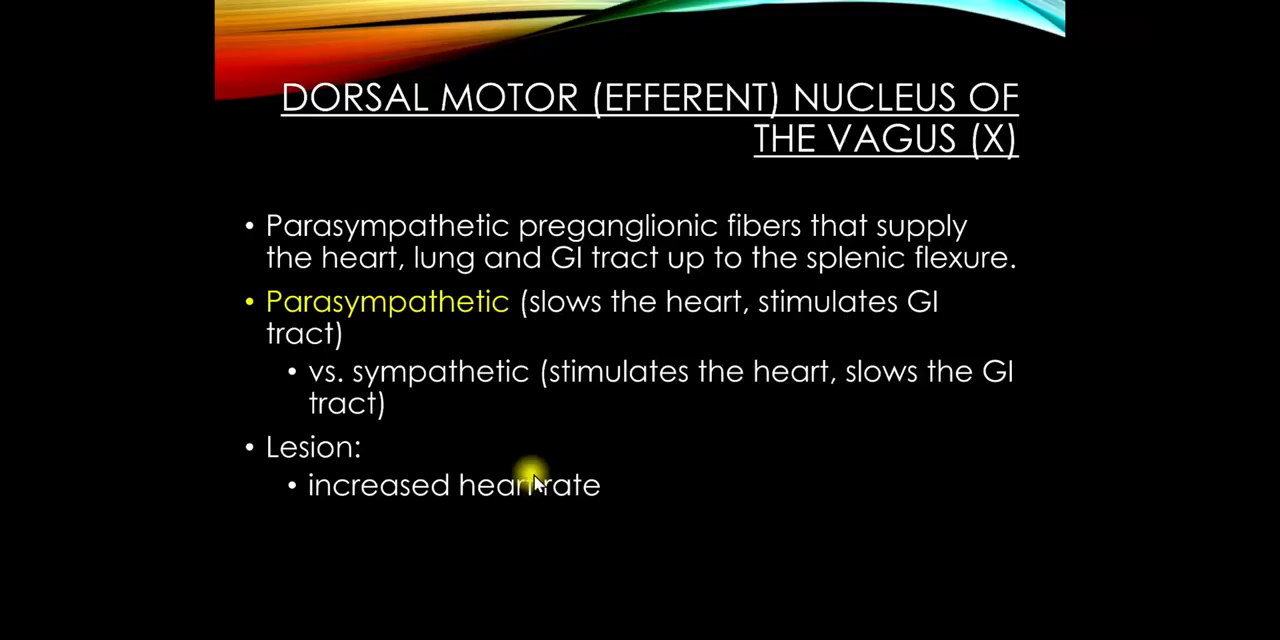 DORSAL MOTOR (EFFERENT) NUCLEUS OF
THE VAGUS (X)
• Parasympathetic preganglionic fibers that supply
the heart, lung and GI tract up to the splenic flexure.
• Parasympathetic (slows the heart, stimulates GI
tract)
• vs. sympathetic (stimulates the heart, slows the GI
tract)
• Lesion:
• increased heart rate